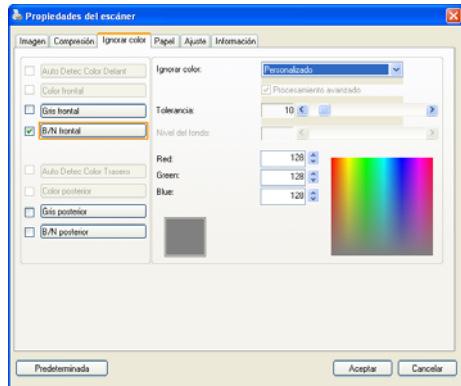 Propiedades del escáner
Imagen Compresión Ignorar color Papel Ajuste Información
Auto Detec Color Delant
Color frontal
Gris frontal
B/N frontal
Auto Detec Color Trasero
Color posterior
Gris posterior
B/N posterior
Ignorar color: Personalizado
Procesamiento avanzado
Tolerancia: 10
Nivel del fondo:
Red: 128
Green: 128
Blue: 128
Predeterminada Aceptar Cancelar